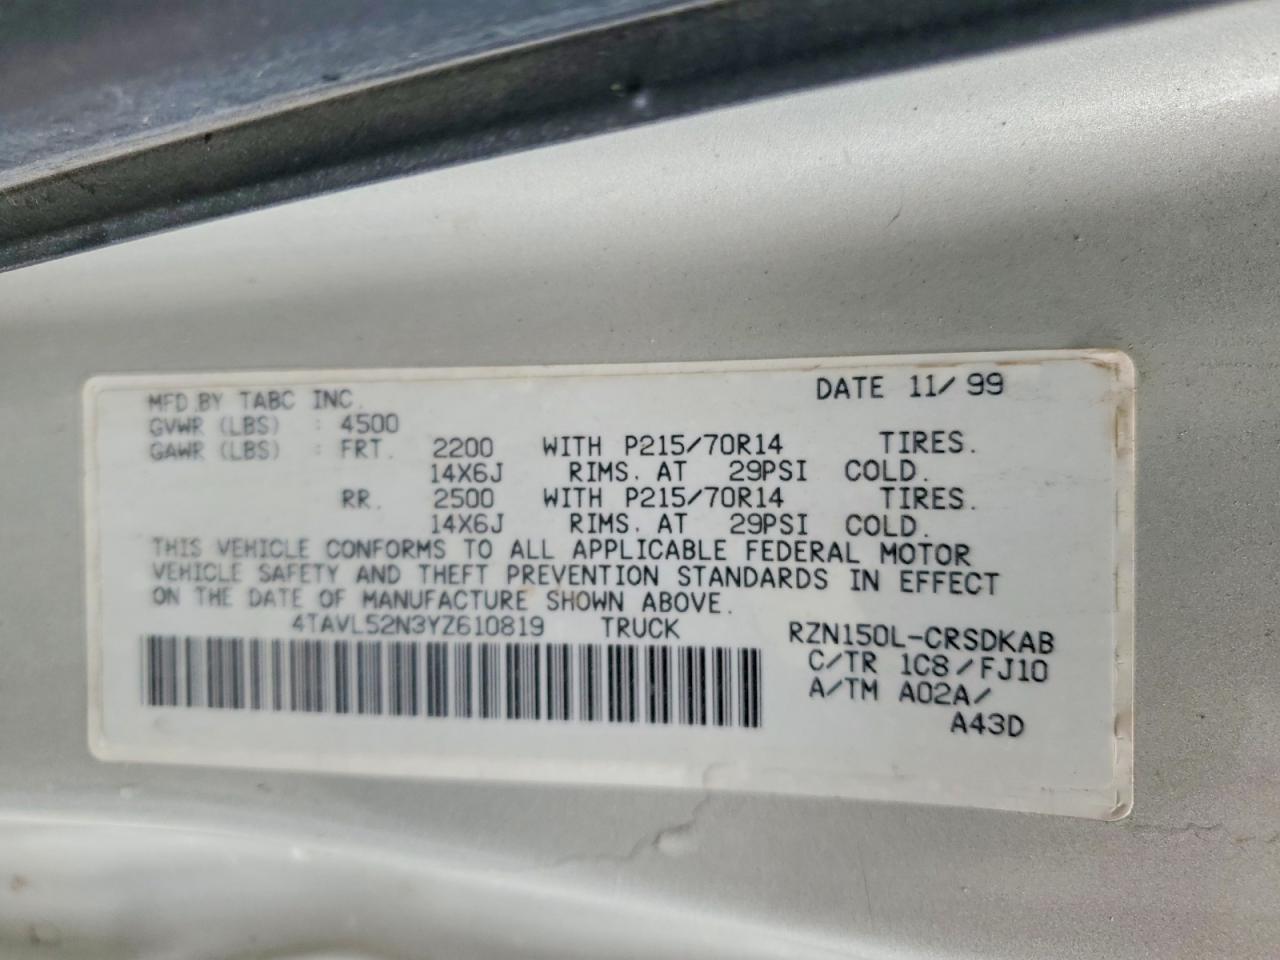 MFD.BY TABC INC. DATE 11/99
GVWR (LBS) : 4500
GAWR (LBS) : FRT. 2200 WITH P215/70R14 TIRES.
14X6J RIMS. AT 29PSI COLD.
RR. 2500 WITH P215/70R14 TIRES.
14X6J RIMS. AT 29PSI COLD.
THIS VEHICLE CONFORMS TO ALL APPLICABLE FEDERAL MOTOR
VEHICLE SAFETY AND THEFT PREVENTION STANDARDS IN EFFECT
ON THE DATE OF MANUFACTURE SHOWN ABOVE.
4TAVL52N3YZ610819 TRUCK RZN150L-CRSDKAB
C/TR 1C8/FJ10
A/TM A02A/
A43D